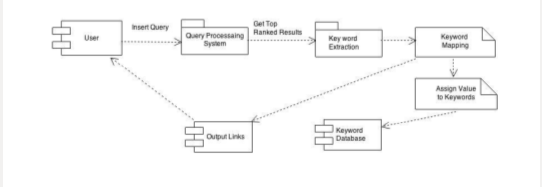 Insert Query
Get Top
Ranked Results
User
Query Processaing
System
Key word
Extraction
Keyword
Mapping
Assign Value
to Keywords
Output Links
Keyword
Database